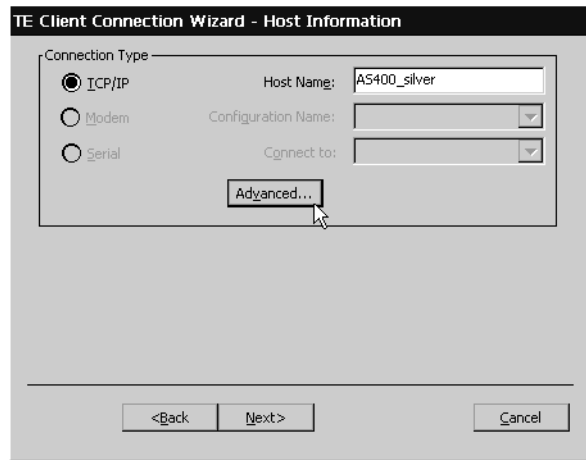 TE Client Connection Wizard - Host Information
Connection Type
TCP/IP Host Name: AS400_silver
Modem Configuration Name:
Serial Connect to:
Advanced...
<Back Next> Cancel